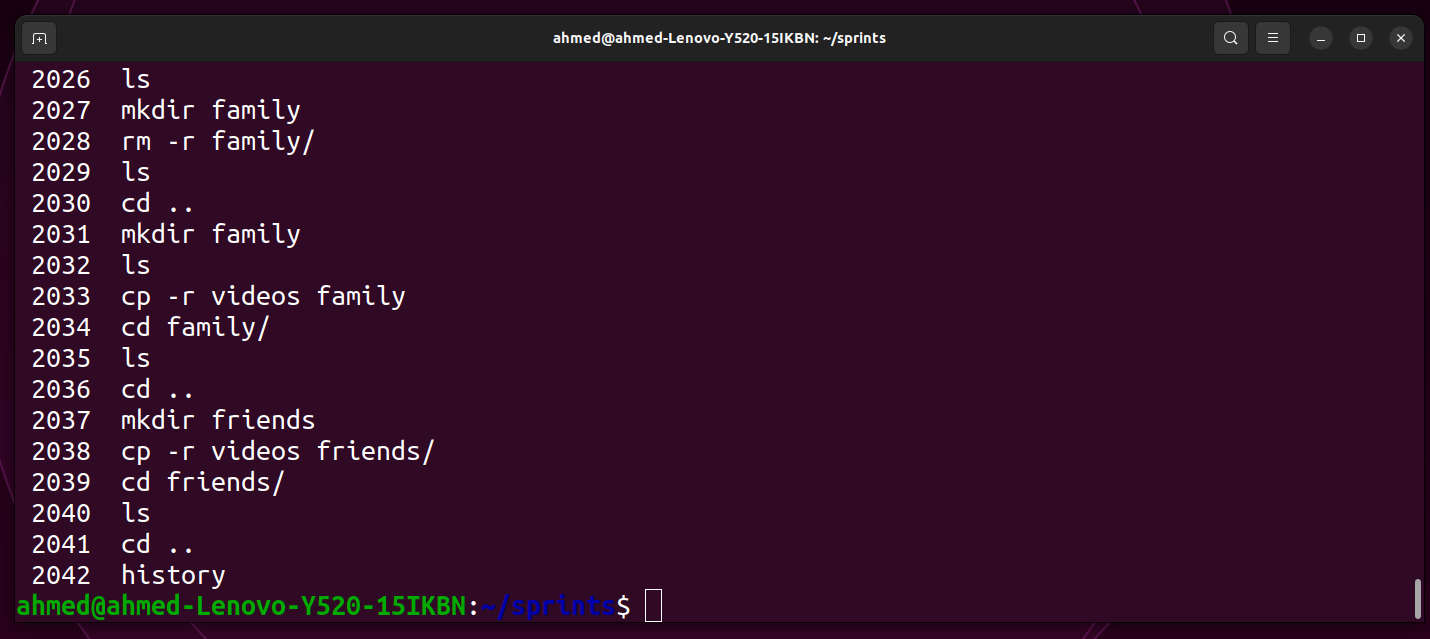 ahmed@ahmed-Lenovo-Y520-15IKBN: ~/sprints
2026 ls
2027 mkdir family
2028 rm -r family/
2029 ls
2030 cd ..
2031 mkdir family
2032 ls
2033 cp -r videos family
2034 cd family/
2035 ls
2036 cd ..
2037 mkdir friends
2038 cp -r videos friends/
2039 cd friends/
2040 ls
2041 cd ..
2042 history
ahmed@ahmed-Lenovo-Y520-15IKBN:~/sprints$